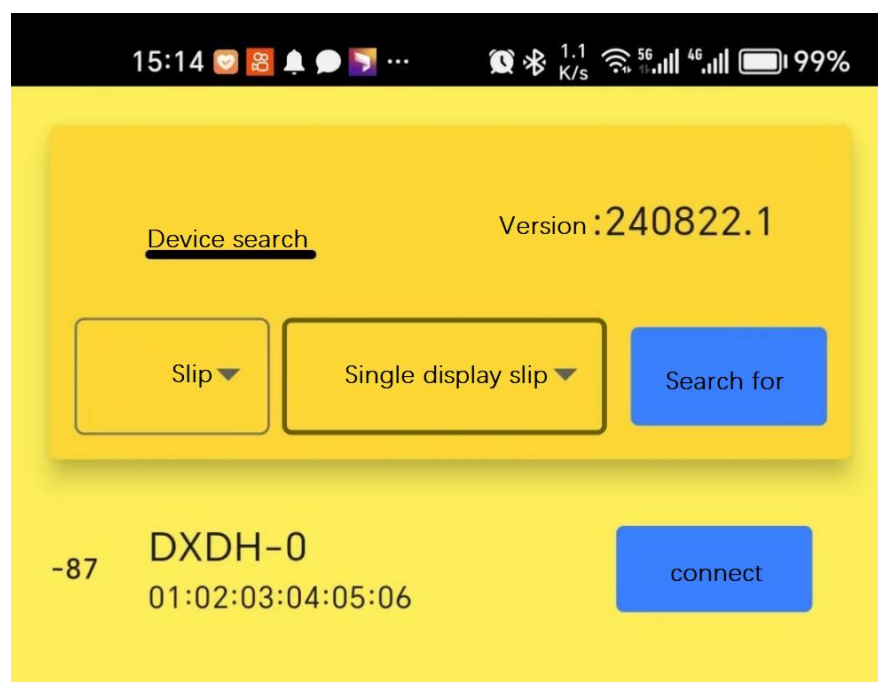 15:14 ··· 1.1 K/s 5G 4G 99%
Device search
Version:240822.1
Slip
Single display slip
Search for
-87
DXDH-0
01:02:03:04:05:06
connect